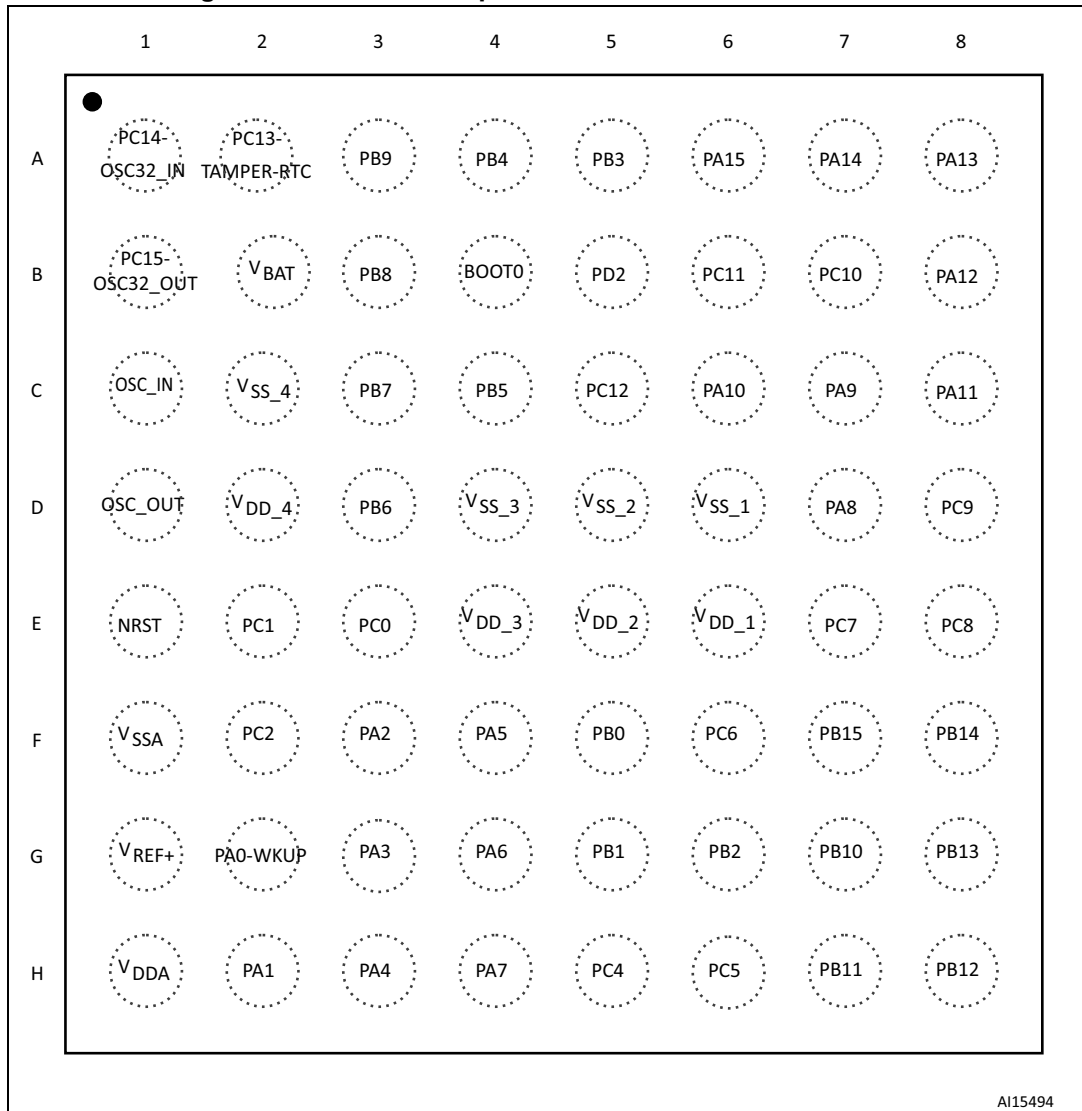 1 2 3 4 5 6 7 8
A PC14-OSC32_IN PC13-TAMPER-RTC PB9 PB4 PB3 PA15 PA14 PA13
B PC15-OSC32_OUT VBAT PB8 BOOT0 PD2 PC11 PC10 PA12
C OSC_IN VSS_4 PB7 PB5 PC12 PA10 PA9 PA11
D OSC_OUT VDD_4 PB6 VSS_3 VSS_2 VSS_1 PA8 PC9
E NRST PC1 PC0 VDD_3 VDD_2 VDD_1 PC7 PC8
F VSSA PC2 PA2 PA5 PB0 PC6 PB15 PB14
G VREF+ PA0-WKUP PA3 PA6 PB1 PB2 PB10 PB13
H VDDA PA1 PA4 PA7 PC4 PC5 PB11 PB12
AI15494